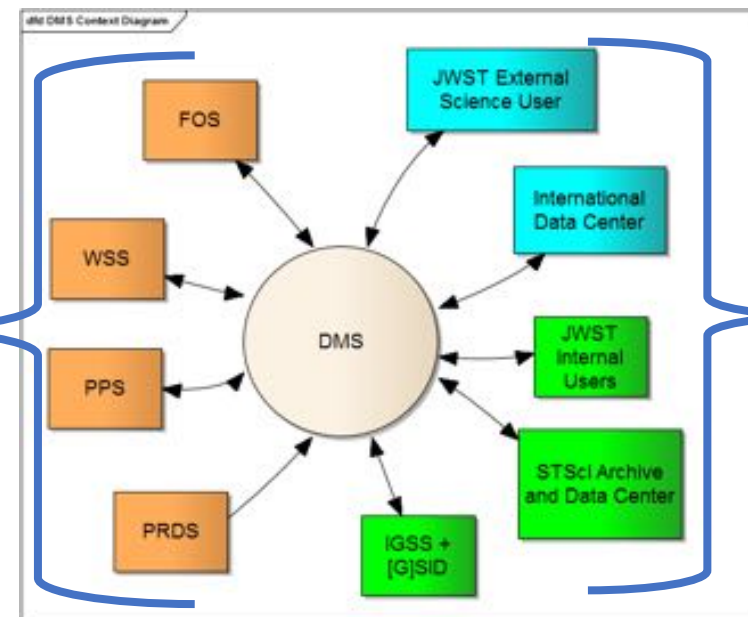 dfd DMS Context Diagram
FOS
JWST External
Science User
International
Data Center
WSS
DMS
JWST
Internal
Users
PPS
STScI Archive
and Data Center
PRDS
IGSS +
[G]SID